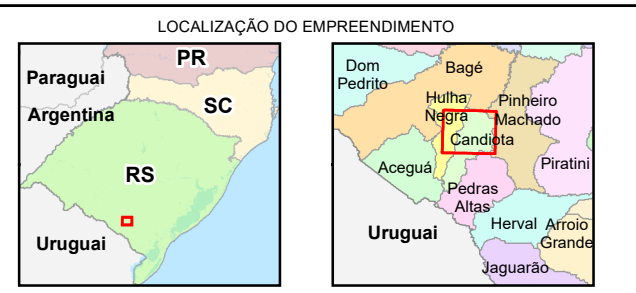 LOCALIZAÇÃO DO EMPREENDIMENTO
PR
Paraguai
SC
Argentina
RS
Uruguai
Dom
Pedrito
Bagé
Hulha
Negra
Pinheiro
Machado
Candiota
Aceguá
Piratini
Pedras
Altas
Uruguai
Herval
Arroio
Grande
Jaguarão